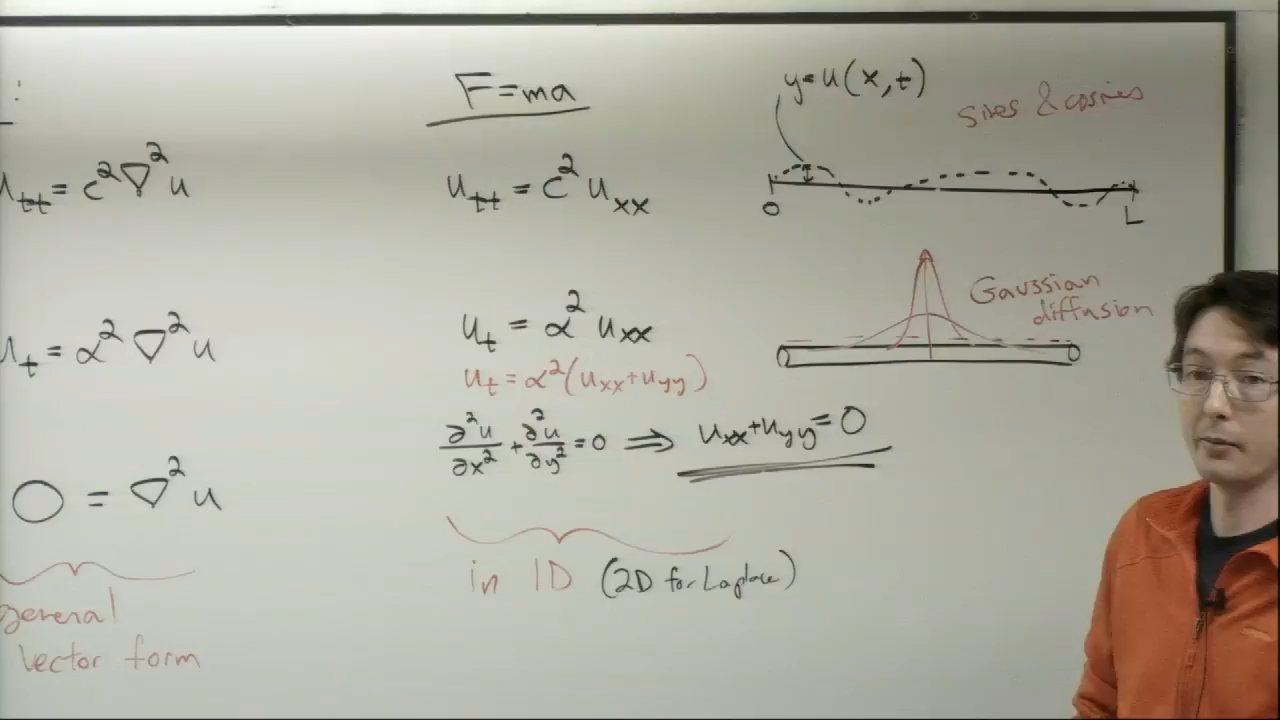 :
F=ma
y=u(x,t)
sines & cosines
u_tt = c²∇²u
u_tt = c² u_xx
0
L
Gaussian
diffusion
u_t = α²∇²u
u_t = α² u_xx
u_t = α²(u_xx+u_yy)
∂²u/∂x² + ∂²u/∂y² = 0 ⇒ u_xx+u_yy=0
0 = ∇²u
in 1D (2D for Laplace)
general
vector form